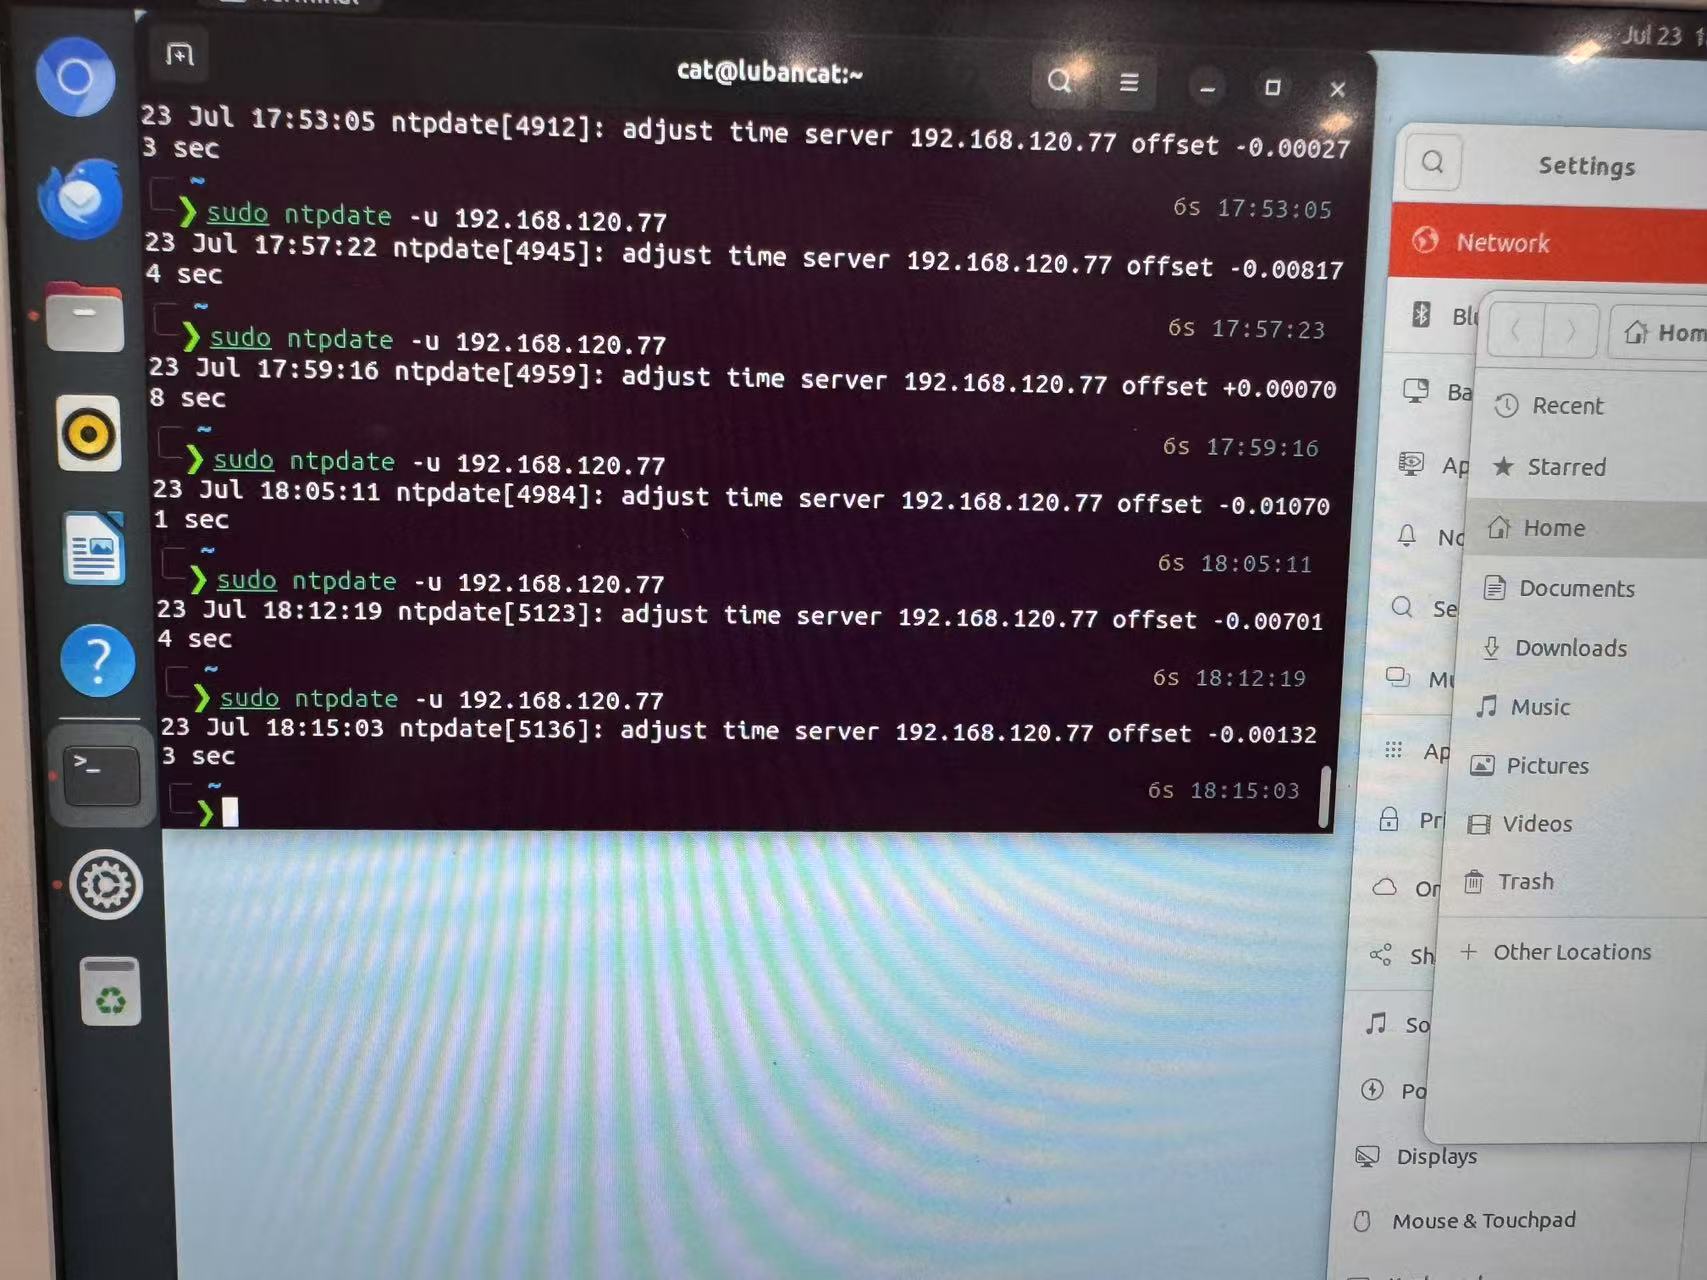 Jul 23
cat@lubancat:~
23 Jul 17:53:05 ntpdate[4912]: adjust time server 192.168.120.77 offset -0.00027
3 sec
~
6s 17:53:05
❯ sudo ntpdate -u 192.168.120.77
23 Jul 17:57:22 ntpdate[4945]: adjust time server 192.168.120.77 offset -0.00817
4 sec
~
6s 17:57:23
❯ sudo ntpdate -u 192.168.120.77
23 Jul 17:59:16 ntpdate[4959]: adjust time server 192.168.120.77 offset +0.00070
8 sec
~
6s 17:59:16
❯ sudo ntpdate -u 192.168.120.77
23 Jul 18:05:11 ntpdate[4984]: adjust time server 192.168.120.77 offset -0.01070
1 sec
~
6s 18:05:11
❯ sudo ntpdate -u 192.168.120.77
23 Jul 18:12:19 ntpdate[5123]: adjust time server 192.168.120.77 offset -0.00701
4 sec
~
6s 18:12:19
❯ sudo ntpdate -u 192.168.120.77
23 Jul 18:15:03 ntpdate[5136]: adjust time server 192.168.120.77 offset -0.00132
3 sec
~
6s 18:15:03
❯
Settings
Network
Bl
Ba
Ap
No
Se
Mu
Ap
Pri
On
Sh
So
Po
Displays
Mouse & Touchpad
Hom
Recent
Starred
Home
Documents
Downloads
Music
Pictures
Videos
Trash
+ Other Locations